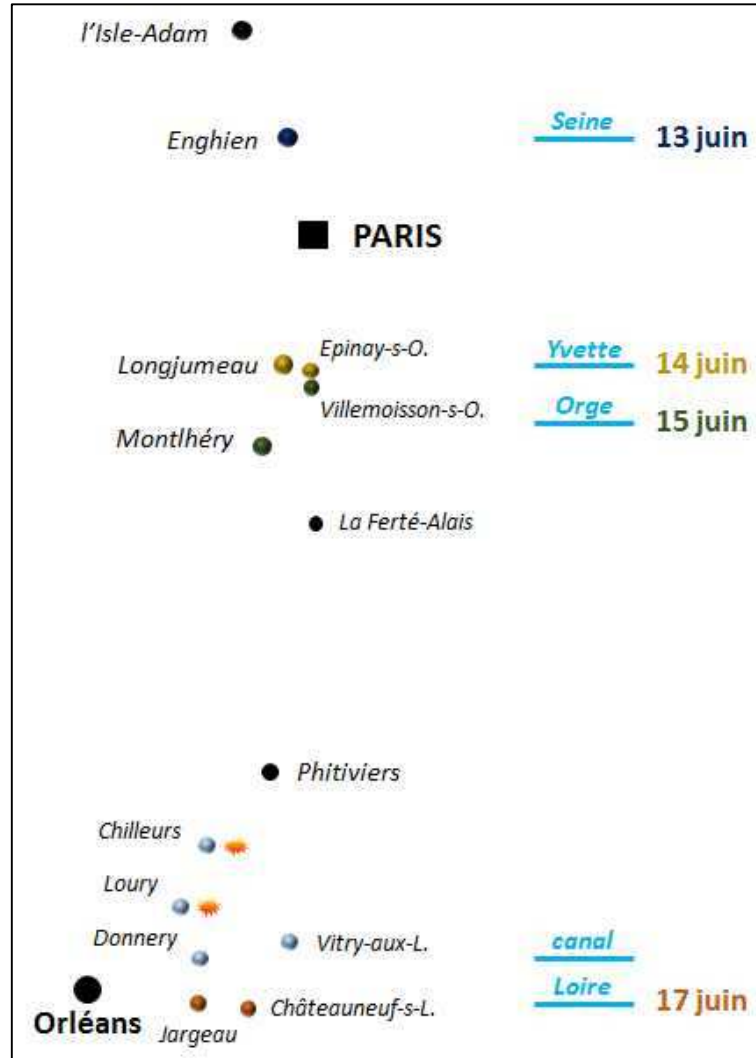 l'Isle-Adam
Enghien
Seine
13 juin
PARIS
Longjumeau
Epinay-s-O.
Yvette
14 juin
Villemoisson-s-O.
Orge
15 juin
Montlhéry
La Ferté-Alais
Phitiviers
Chilleurs
Loury
Donnery
Vitry-aux-L.
canal
Orléans
Jargeau
Châteauneuf-s-L.
Loire
17 juin